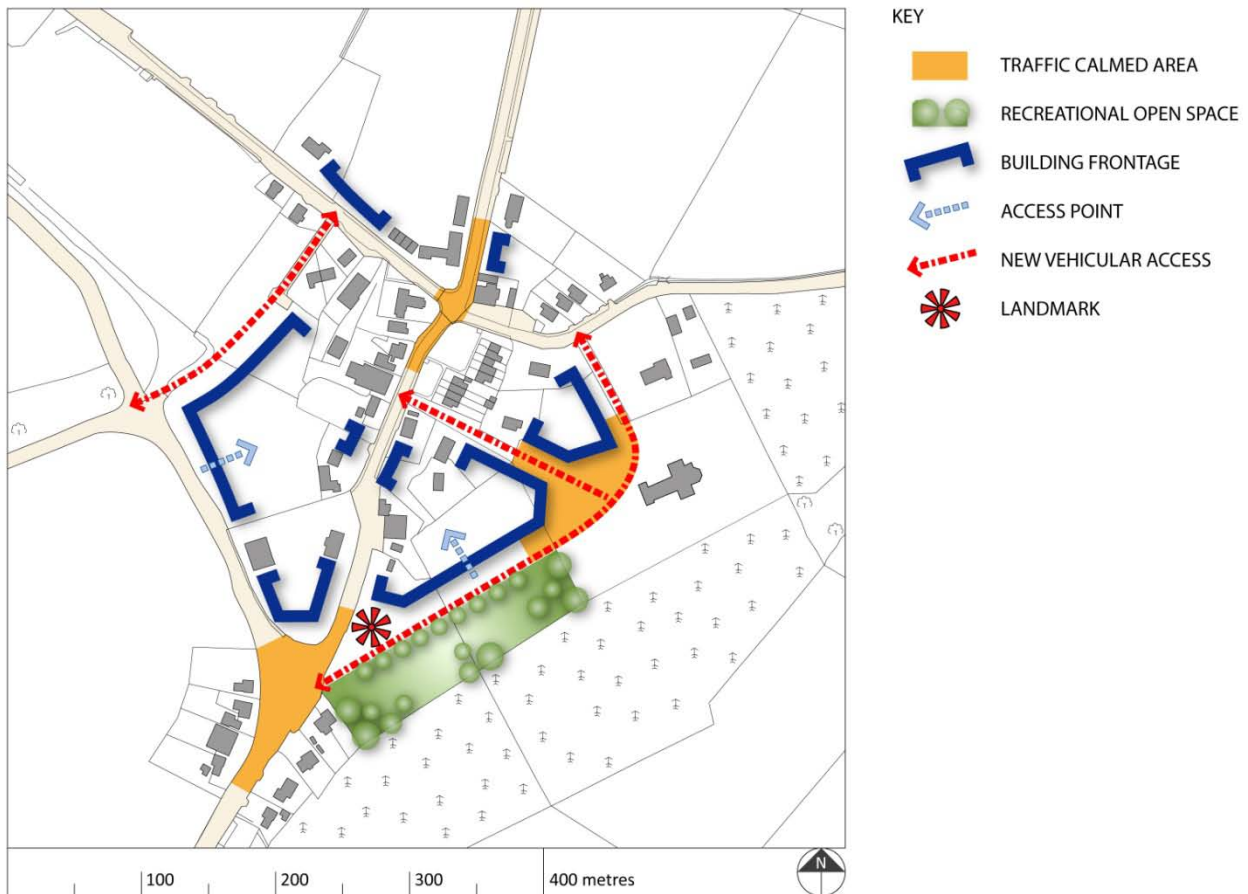 KEY
TRAFFIC CALMED AREA
RECREATIONAL OPEN SPACE
BUILDING FRONTAGE
ACCESS POINT
NEW VEHICULAR ACCESS
LANDMARK
100
200
300
400 metres
N